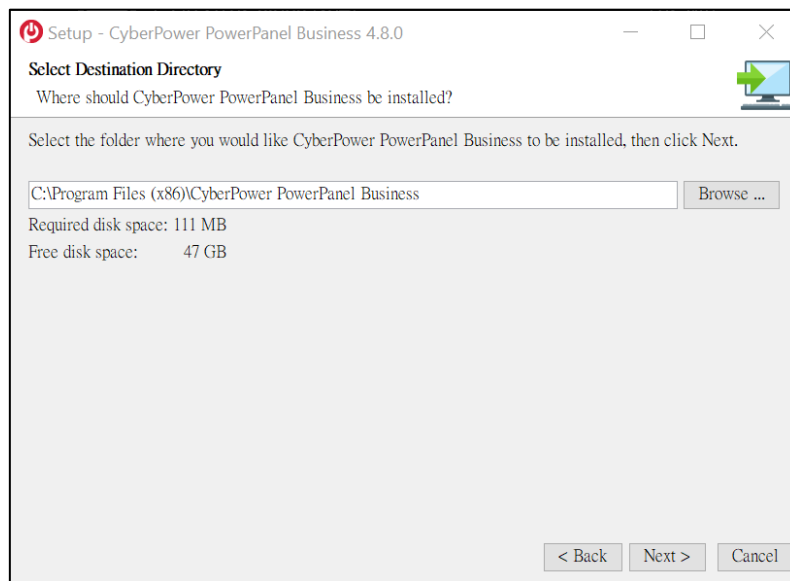 Setup - CyberPower PowerPanel Business 4.8.0
Select Destination Directory
Where should CyberPower PowerPanel Business be installed?
Select the folder where you would like CyberPower PowerPanel Business to be installed, then click Next.
C:\Program Files (x86)\CyberPower PowerPanel Business
Browse ...
Required disk space: 111 MB
Free disk space: 47 GB
< Back Next > Cancel